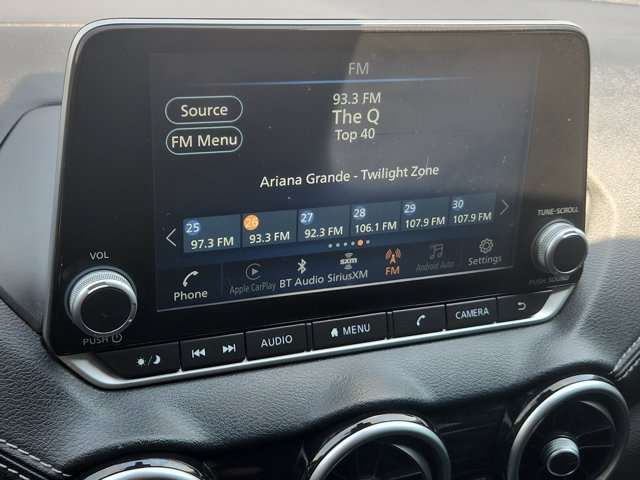 FM
Source
FM Menu
93.3 FM
The Q
Top 40
Ariana Grande - Twilight Zone
25
97.3 FM
26
93.3 FM
27
92.3 FM
28
106.1 FM
29
107.9 FM
30
107.9 FM
Phone
Apple CarPlay
BT Audio
sxm
SiriusXM
FM
Android Auto
Settings
VOL
PUSH
TUNE·SCROLL
PUSH SOUND
AUDIO
MENU
CAMERA